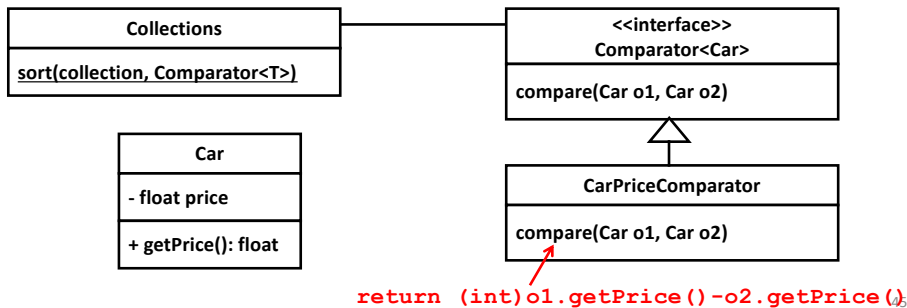 Collections
sort(collection, Comparator<T>)
<<interface>>
Comparator<Car>
compare(Car o1, Car o2)
Car
- float price
+ getPrice(): float
CarPriceComparator
compare(Car o1, Car o2)
return (int)o1.getPrice()-o2.getPrice()
45